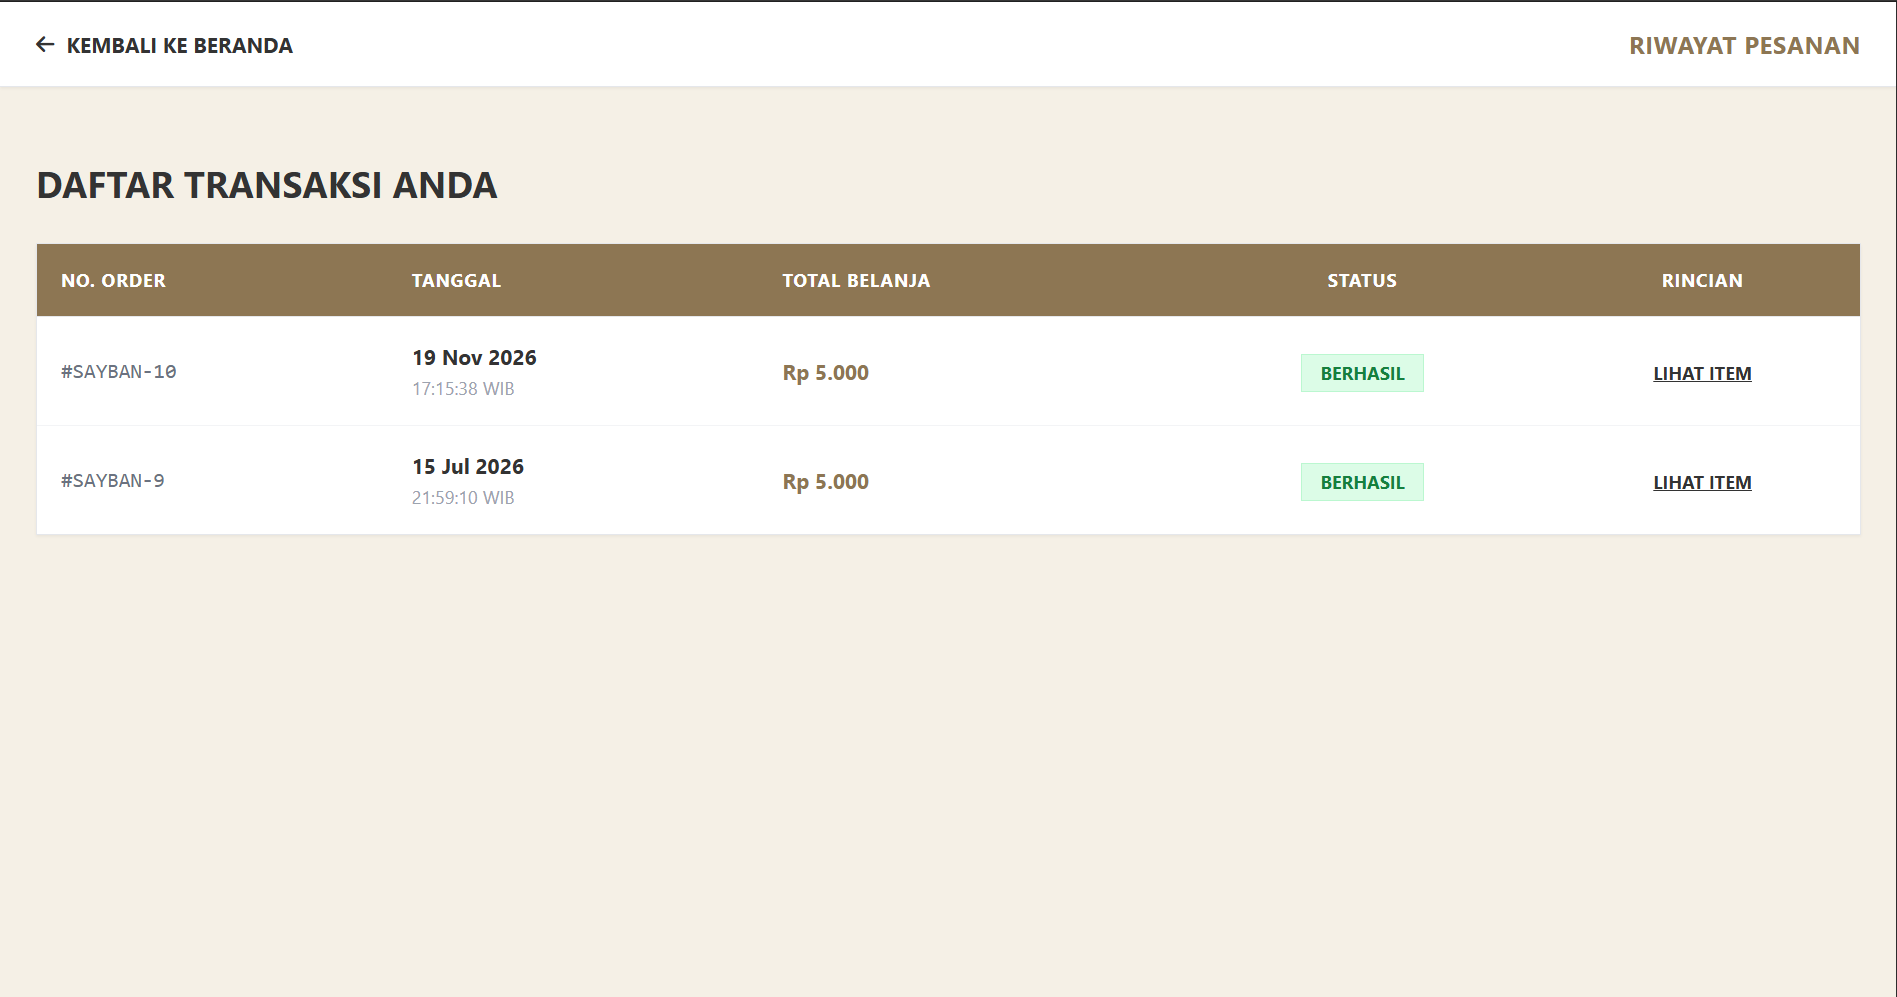 KEMBALI KE BERANDA
RIWAYAT PESANAN
DAFTAR TRANSAKSI ANDA
NO. ORDER TANGGAL TOTAL BELANJA STATUS RINCIAN
#SAYBAN-10 19 Nov 2026 17:15:38 WIB Rp 5.000 BERHASIL LIHAT ITEM
#SAYBAN-9 15 Jul 2026 21:59:10 WIB Rp 5.000 BERHASIL LIHAT ITEM